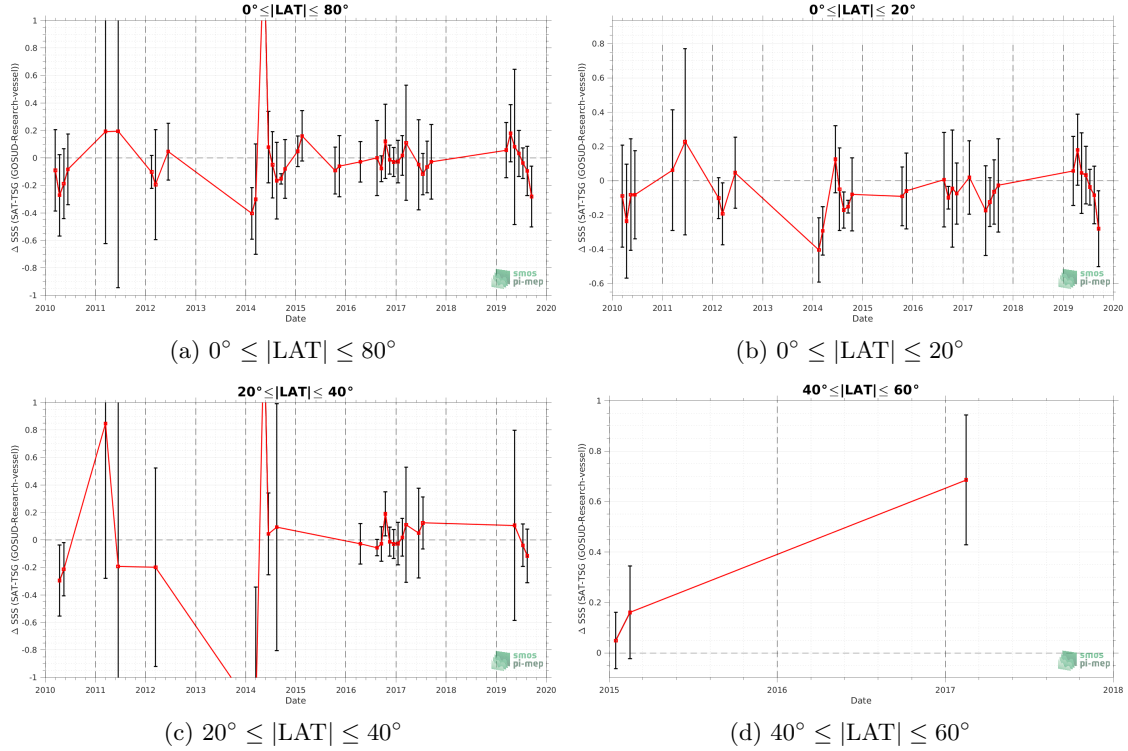 0°≤|LAT|≤ 80°
1
0.8
0.6
0.4
0.2
0
-0.2
-0.4
-0.6
-0.8
-1
Δ SSS (SAT-TSG (GOSUD-Research-vessel))
2010 2011 2012 2013 2014 2015 2016 2017 2018 2019 2020
Date
smos
pi-mep
(a) 0° ≤ |LAT| ≤ 80°
0°≤|LAT|≤ 20°
0.8
0.6
0.4
0.2
0
-0.2
-0.4
-0.6
Δ SSS (SAT-TSG (GOSUD-Research-vessel))
2010 2011 2012 2013 2014 2015 2016 2017 2018 2019 2020
Date
smos
pi-mep
(b) 0° ≤ |LAT| ≤ 20°
20°≤|LAT|≤ 40°
1
0.8
0.6
0.4
0.2
0
-0.2
-0.4
-0.6
-0.8
-1
Δ SSS (SAT-TSG (GOSUD-Research-vessel))
2010 2011 2012 2013 2014 2015 2016 2017 2018 2019 2020
Date
smos
pi-mep
(c) 20° ≤ |LAT| ≤ 40°
40°≤|LAT|≤ 60°
1
0.8
0.6
0.4
0.2
0
Δ SSS (SAT-TSG (GOSUD-Research-vessel))
2015 2016 2017 2018
Date
smos
pi-mep
(d) 40° ≤ |LAT| ≤ 60°